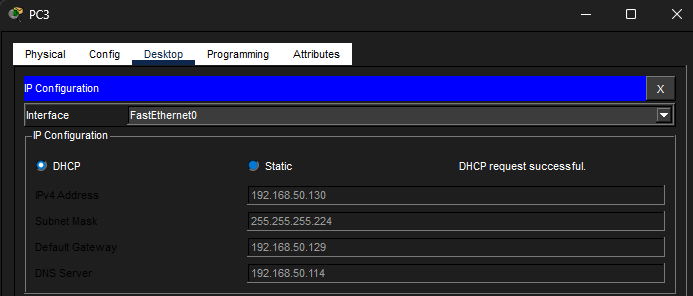 PC3
Physical Config Desktop Programming Attributes
IP Configuration X
Interface FastEthernet0
IP Configuration
DHCP Static DHCP request successful.
IPv4 Address 192.168.50.130
Subnet Mask 255.255.255.224
Default Gateway 192.168.50.129
DNS Server 192.168.50.114